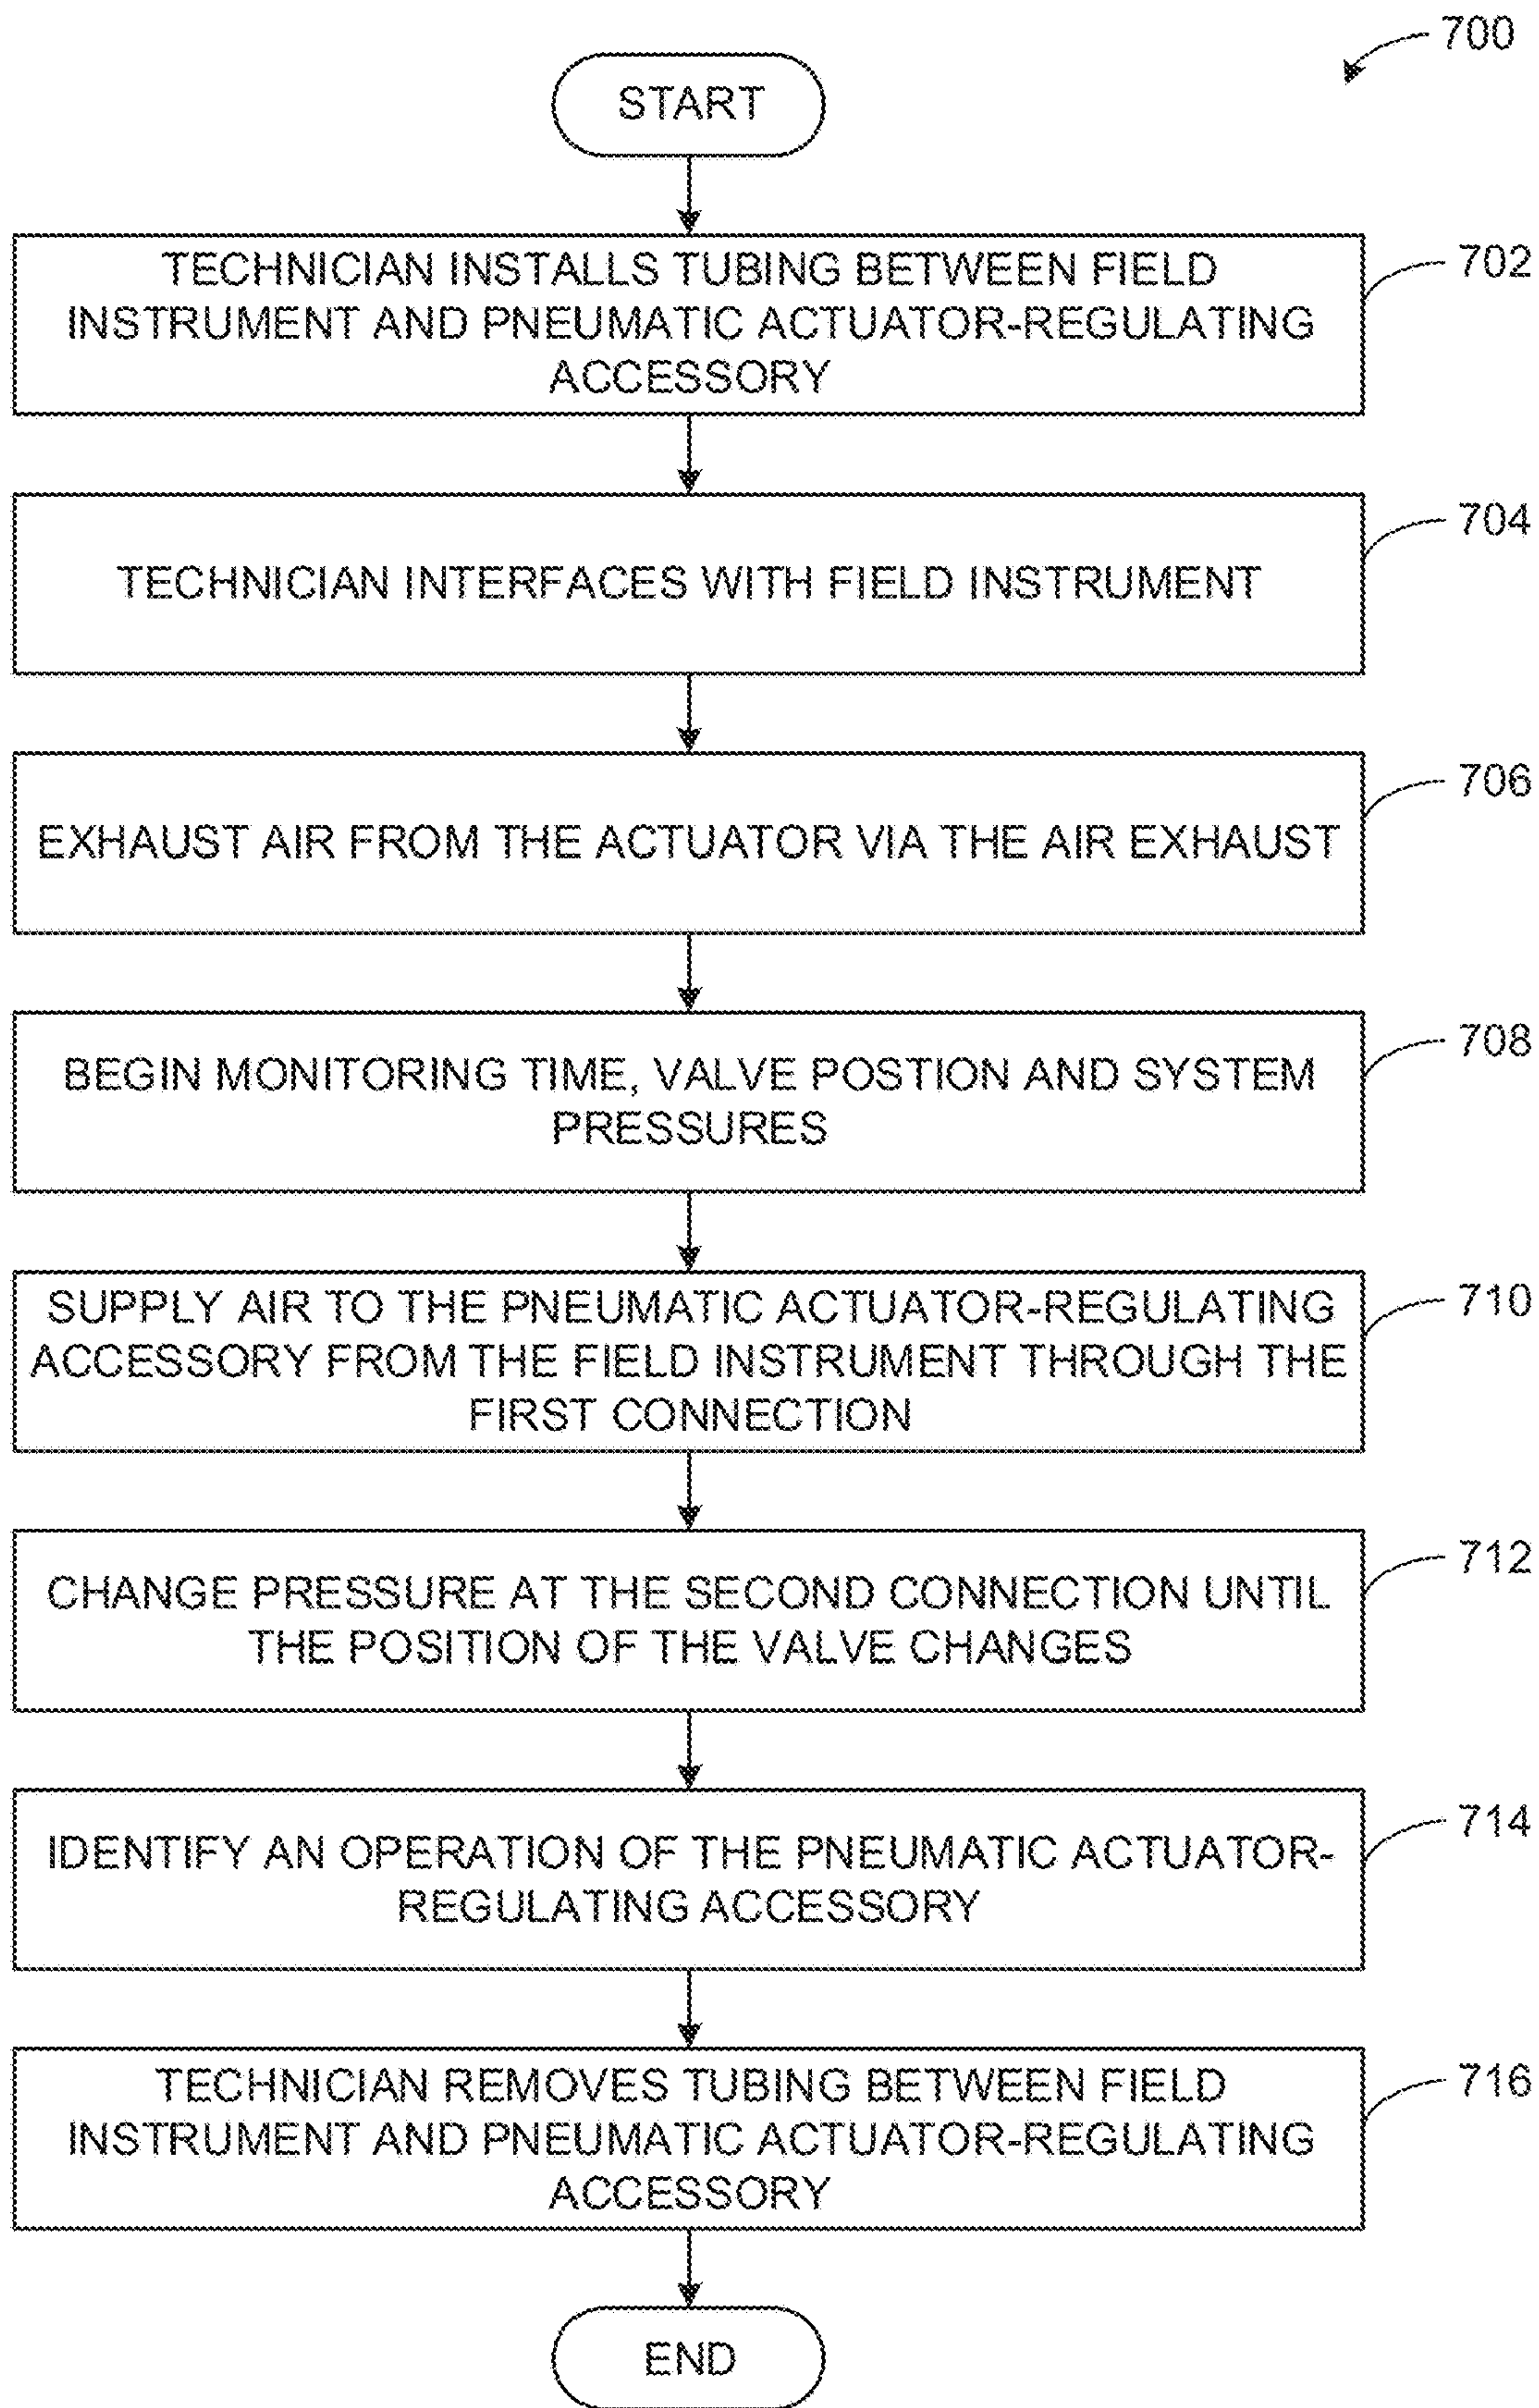 700
START
TECHNICIAN INSTALLS TUBING BETWEEN FIELD
INSTRUMENT AND PNEUMATIC ACTUATOR-REGULATING
ACCESSORY
702
TECHNICIAN INTERFACES WITH FIELD INSTRUMENT
704
EXHAUST AIR FROM THE ACTUATOR VIA THE AIR EXHAUST
706
BEGIN MONITORING TIME, VALVE POSTION AND SYSTEM
PRESSURES
708
SUPPLY AIR TO THE PNEUMATIC ACTUATOR-REGULATING
ACCESSORY FROM THE FIELD INSTRUMENT THROUGH THE
FIRST CONNECTION
710
CHANGE PRESSURE AT THE SECOND CONNECTION UNTIL
THE POSITION OF THE VALVE CHANGES
712
IDENTIFY AN OPERATION OF THE PNEUMATIC ACTUATOR-
REGULATING ACCESSORY
714
TECHNICIAN REMOVES TUBING BETWEEN FIELD
INSTRUMENT AND PNEUMATIC ACTUATOR-REGULATING
ACCESSORY
716
END